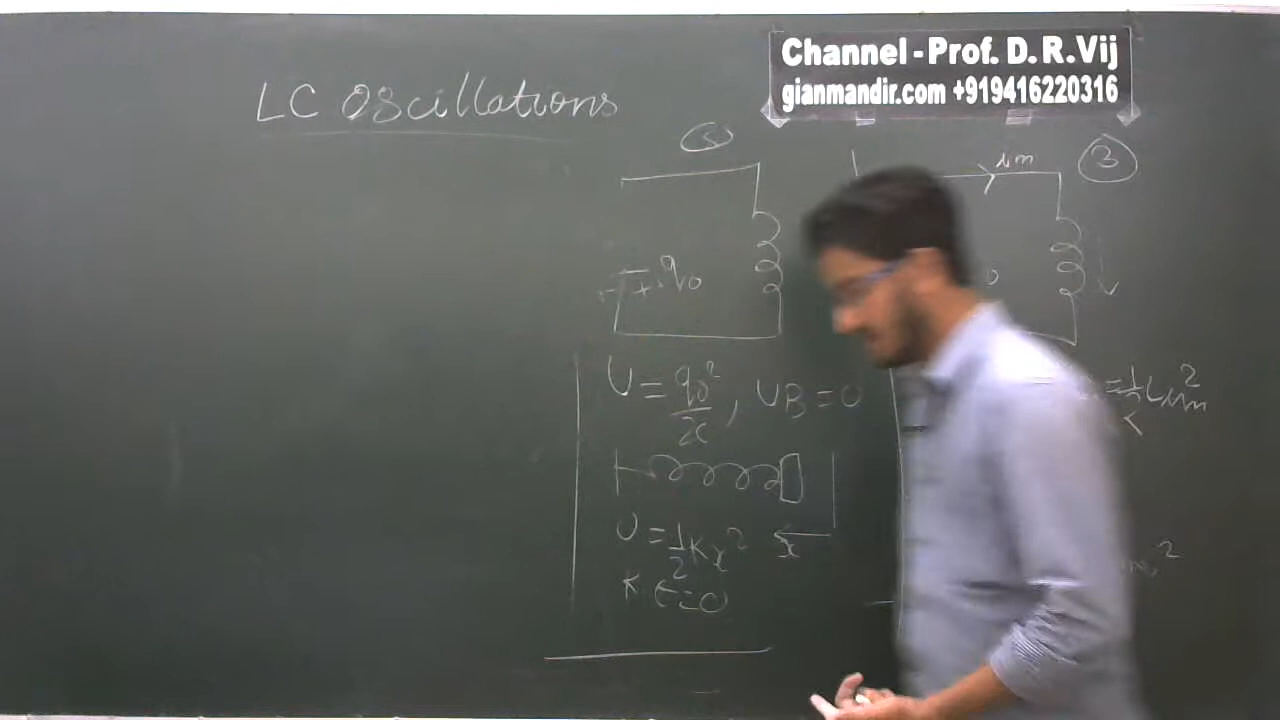 Channel - Prof. D. R. Vij
gianmandir.com +919416220316
LC Oscillations
5
im
3
- - + + q₀
U = q₀²/2C, UB = 0
= 1/2 Lim²
U = 1/2 Kx²
x
K.E = 0